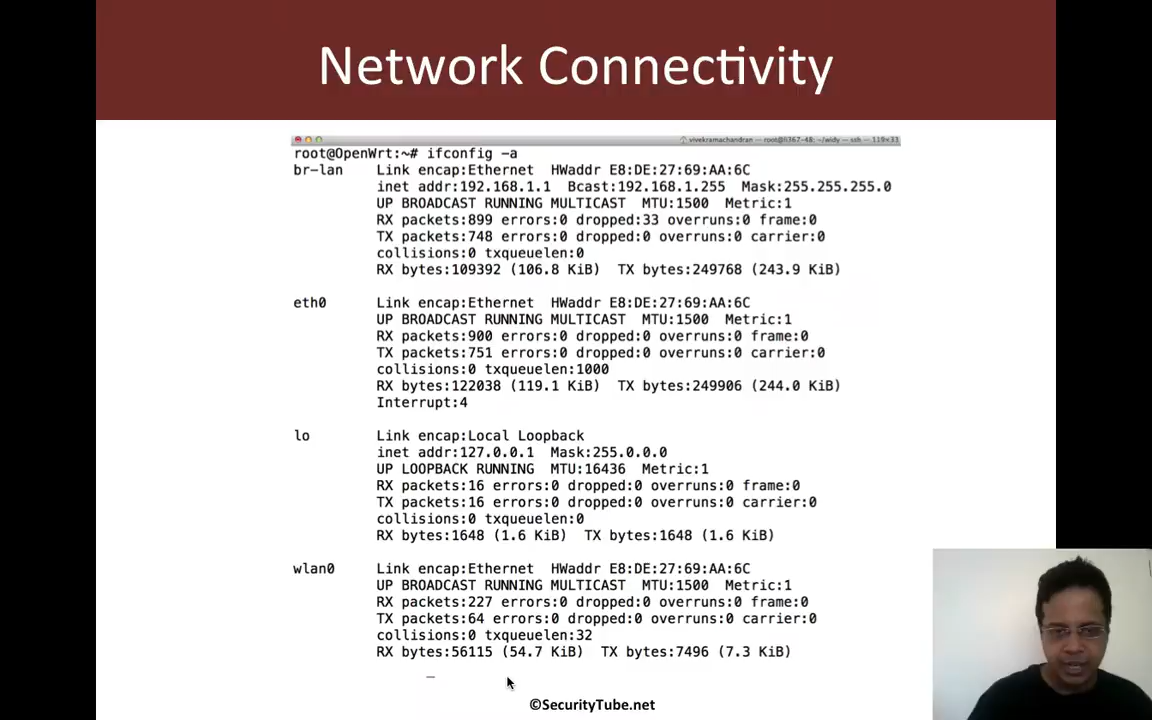 Network Connectivity
vivekramachandran — root@li367-48: ~/widy — ssh — 119×33
root@OpenWrt:~# ifconfig -a
br-lan Link encap:Ethernet HWaddr E8:DE:27:69:AA:6C
inet addr:192.168.1.1 Bcast:192.168.1.255 Mask:255.255.255.0
UP BROADCAST RUNNING MULTICAST MTU:1500 Metric:1
RX packets:899 errors:0 dropped:33 overruns:0 frame:0
TX packets:748 errors:0 dropped:0 overruns:0 carrier:0
collisions:0 txqueuelen:0
RX bytes:109392 (106.8 KiB) TX bytes:249768 (243.9 KiB)
eth0 Link encap:Ethernet HWaddr E8:DE:27:69:AA:6C
UP BROADCAST RUNNING MULTICAST MTU:1500 Metric:1
RX packets:900 errors:0 dropped:0 overruns:0 frame:0
TX packets:751 errors:0 dropped:0 overruns:0 carrier:0
collisions:0 txqueuelen:1000
RX bytes:122038 (119.1 KiB) TX bytes:249906 (244.0 KiB)
Interrupt:4
lo Link encap:Local Loopback
inet addr:127.0.0.1 Mask:255.0.0.0
UP LOOPBACK RUNNING MTU:16436 Metric:1
RX packets:16 errors:0 dropped:0 overruns:0 frame:0
TX packets:16 errors:0 dropped:0 overruns:0 carrier:0
collisions:0 txqueuelen:0
RX bytes:1648 (1.6 KiB) TX bytes:1648 (1.6 KiB)
wlan0 Link encap:Ethernet HWaddr E8:DE:27:69:AA:6C
UP BROADCAST RUNNING MULTICAST MTU:1500 Metric:1
RX packets:227 errors:0 dropped:0 overruns:0 frame:0
TX packets:64 errors:0 dropped:0 overruns:0 carrier:0
collisions:0 txqueuelen:32
RX bytes:56115 (54.7 KiB) TX bytes:7496 (7.3 KiB)
©SecurityTube.net